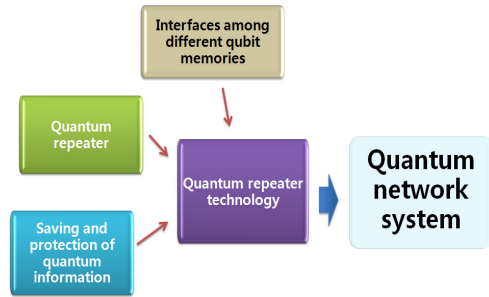 Interfaces among
different qubit
memories
Quantum
repeater
Quantum repeater
technology
Quantum
network
system
Saving and
protection of
quantum
information